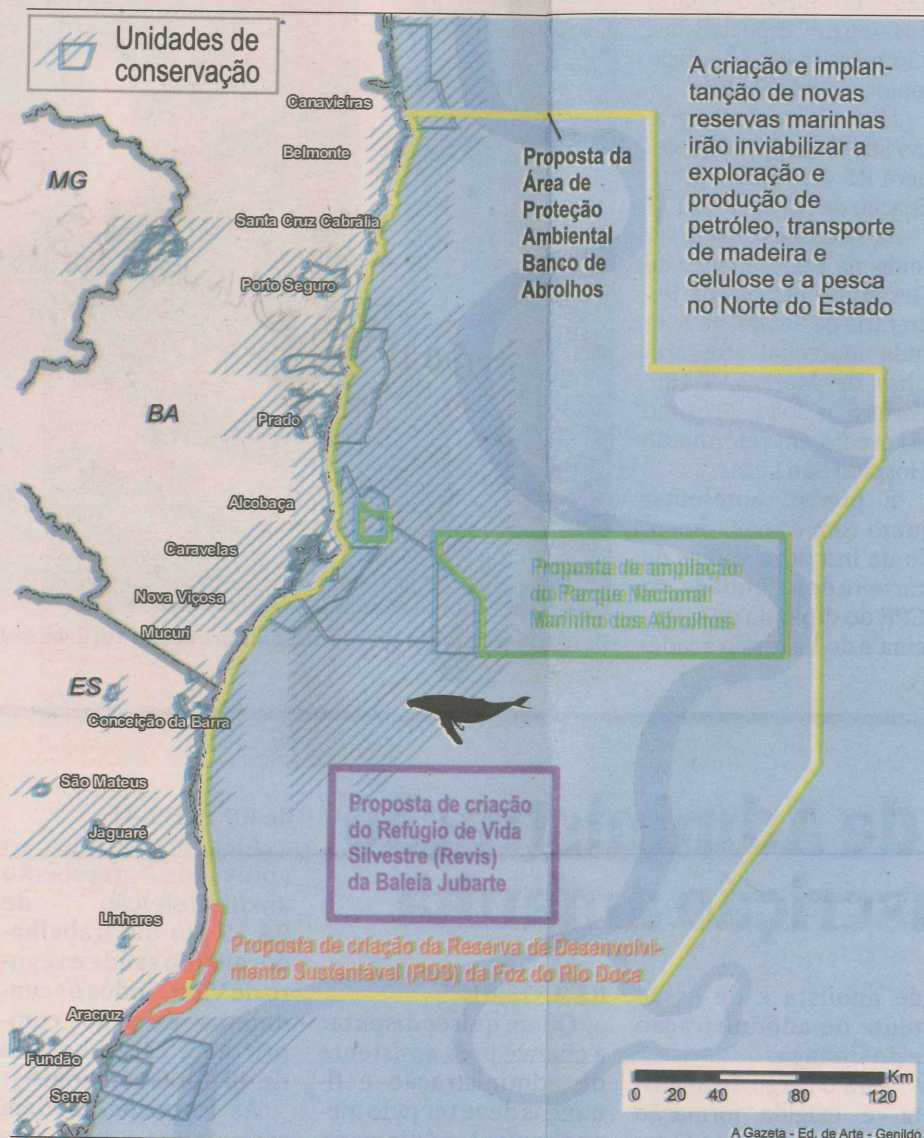 Unidades de
conservação
A criação e implan-
tanção de novas
reservas marinhas
irão inviabilizar a
exploração e
produção de
petróleo, transporte
de madeira e
celulose e a pesca
no Norte do Estado
Canavieiras
Belmonte
Proposta da
Área de
Proteção
Ambiental
Banco de
Abrolhos
MG
Santa Cruz Cabrália
Porto Seguro
BA
Prado
Alcobaça
Caravelas
Nova Viçosa
Mucuri
Proposta de ampliação
do Parque Nacional
Marinho dos Abrolhos
ES
Conceição da Barra
São Mateus
Jaguaré
Proposta de criação
do Refúgio de Vida
Silvestre (Revis)
da Baleia Jubarte
Linhares
Proposta de criação da Reserva de Desenvolvi-
mento Sustentável (RDS) da Foz do Rio Doce
Aracruz
Fundão
Serra
Km
0 20 40 80 120
A Gazeta - Ed. de Arte - Genildo